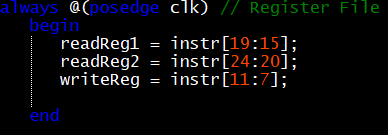 always @(posedge clk) // Register File
begin
readReg1 = instr[19:15];
readReg2 = instr[24:20];
writeReg = instr[11:7];
end